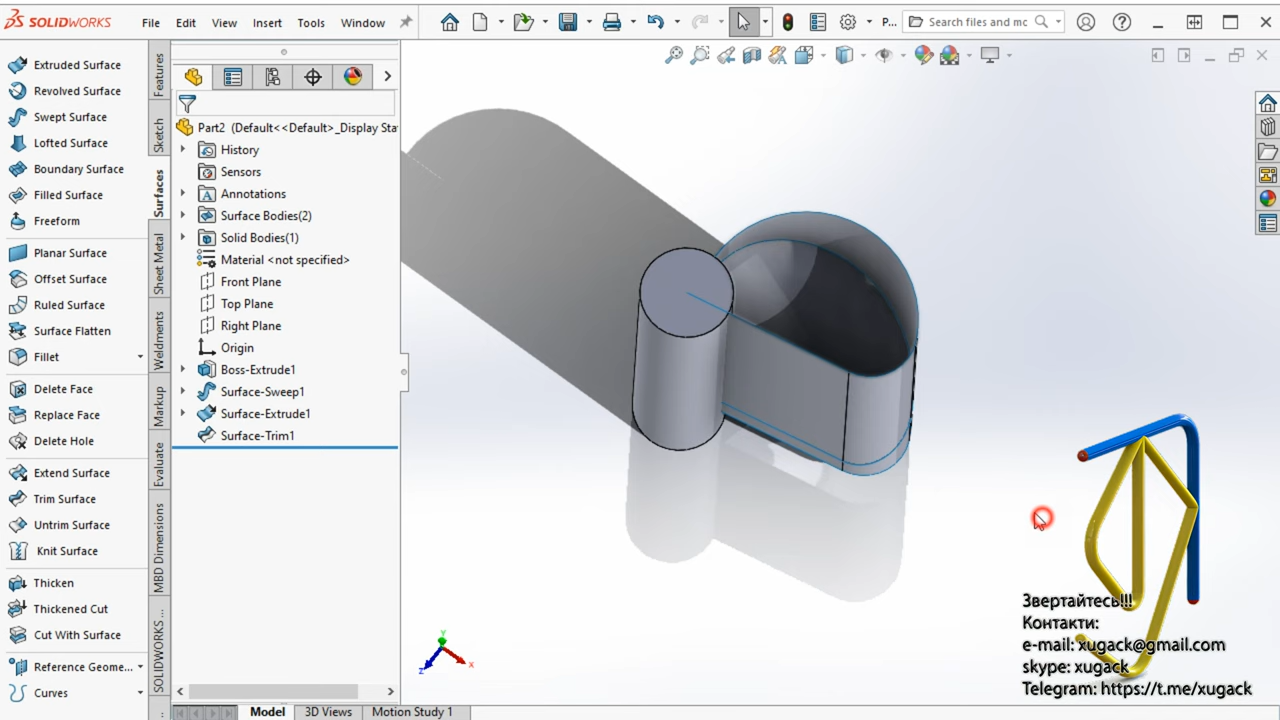 SOLIDWORKS File Edit View Insert Tools Window P... Search files and mc
Extruded Surface
Revolved Surface
Swept Surface
Lofted Surface
Boundary Surface
Filled Surface
Freeform
Planar Surface
Offset Surface
Ruled Surface
Surface Flatten
Fillet
Delete Face
Replace Face
Delete Hole
Extend Surface
Trim Surface
Untrim Surface
Knit Surface
Thicken
Thickened Cut
Cut With Surface
Reference Geome...
Curves
Features
Sketch
Surfaces
Sheet Metal
Weldments
Markup
Evaluate
MBD Dimensions
SOLIDWORKS ...
Part2 (Default<<Default>_Display Sta
History
Sensors
Annotations
Surface Bodies(2)
Solid Bodies(1)
Material <not specified>
Front Plane
Top Plane
Right Plane
Origin
Boss-Extrude1
Surface-Sweep1
Surface-Extrude1
Surface-Trim1
Y
X
Z
Звертайтесь!!!
Контакти:
e-mail: xugack@gmail.com
skype: xugack
Telegram: https://t.me/xugack
Model 3D Views Motion Study 1